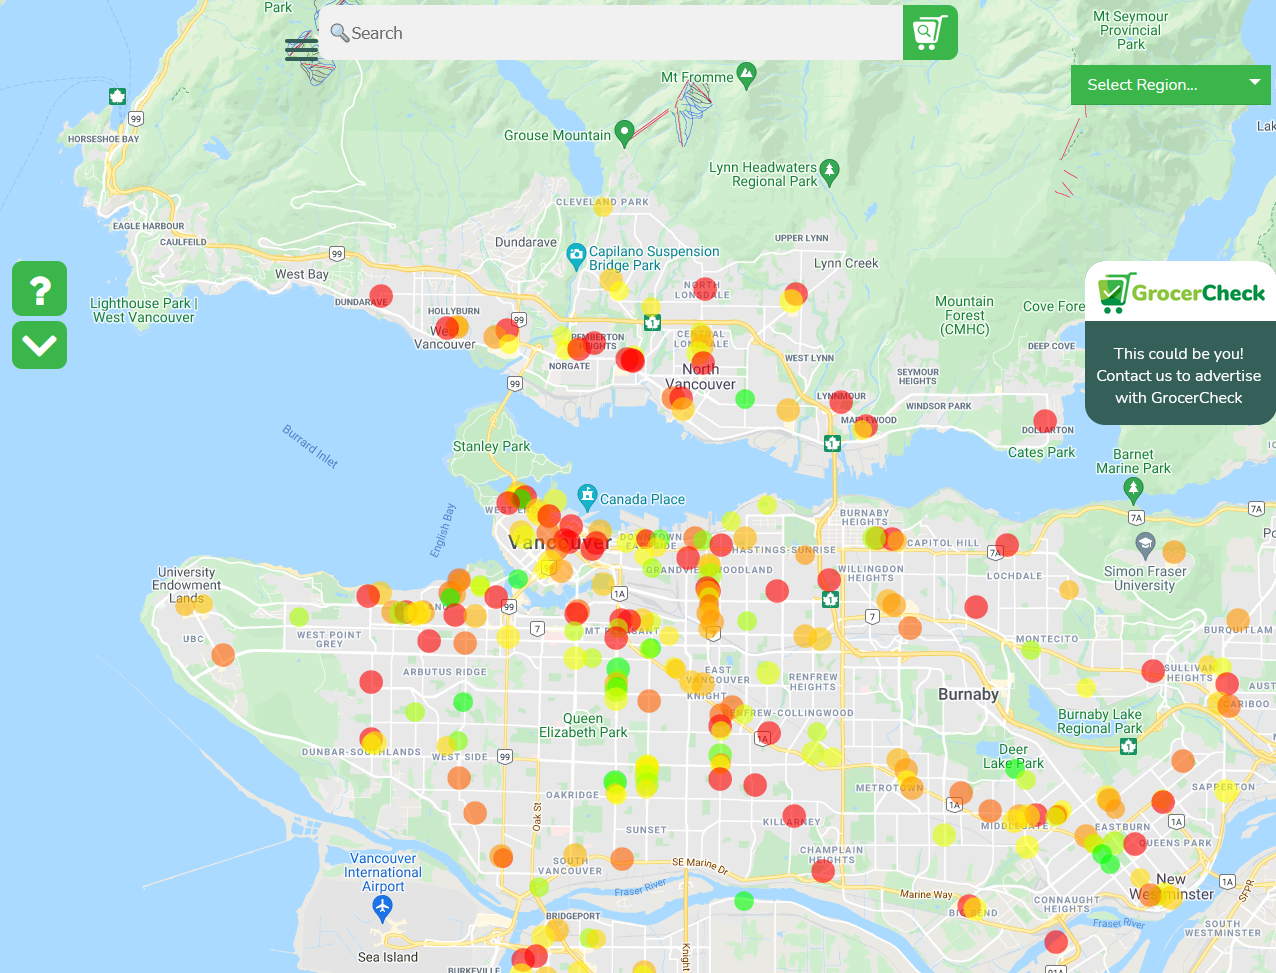 Park
Search
Mt Seymour
Provincial
Park
Mt Fromme
Select Region...
99
HORSESHOE BAY
Grouse Mountain
Lak
Lynn Headwaters
Regional Park
CLEVELAND PARK
EAGLE HARBOUR
CAULFEILD
Dundarave
UPPER LYNN
99
Capilano Suspension
Bridge Park
Lynn Creek
West Bay
?
NORTH
LONSDALE
GrocerCheck
Lighthouse Park |
West Vancouver
DUNDARAVE
HOLLYBURN
99
1
Mountain
Forest
(CMHC)
Cove Fore
West
Vancouver
PEMBERTON
HEIGHTS
CENTRAL
LONSDALE
DEEP COVE
This could be you!
Contact us to advertise
with GrocerCheck
NORGATE
WEST LYNN
North
Vancouver
SEYMOUR
HEIGHTS
99
LYNNMOUR
WINDSOR PARK
MAPLEWOOD
DOLLARTON
Burrard Inlet
Stanley Park
1
Cates Park
Barnet
Marine Park
Canada Place
WEST END
English Bay
BURNABY
HEIGHTS
7A
7A
Po
Vancouver
DOWNTOWN
EASTSIDE
HASTINGS-SUNRISE
CAPITOL HILL
7A
GRANDVIEW-WOODLAND
WILLINGDON
HEIGHTS
LOCHDALE
Simon Fraser
University
University
Endowment
Lands
99
1A
1
7
UBC
WEST POINT
GREY
7
MT PLEASANT
7
MONTECITO
BURQUITLAM
ARBUTUS RIDGE
EAST
VANCOUVER
KNIGHT
RENFREW
HEIGHTS
SULLIVAN
HEIGHTS
Burnaby
AUST
CARIBOO
Queen
Elizabeth Park
RENFREW-COLLINGWOOD
Burnaby Lake
Regional Park
1A
1
DUNBAR-SOUTHLANDS
WEST SIDE
99
Deer
Lake Park
OAKRIDGE
METROTOWN
SAPPERTON
Oak St
1A
KILLARNEY
1A
SUNSET
MIDDLEGATE
EASTBURN
QUEENS PARK
Vancouver
International
Airport
SOUTH
VANCOUVER
SE Marine Dr
CHAMPLAIN
HEIGHTS
Fraser River
Marine Way
New
Westminster
1A
SFPR
CONNAUGHT
HEIGHTS
BIG BEND
BRIDGEPORT
Fraser River
SOUTH
WESTMINSTER
Sea Island
Knight
BURKEVILLE
91A